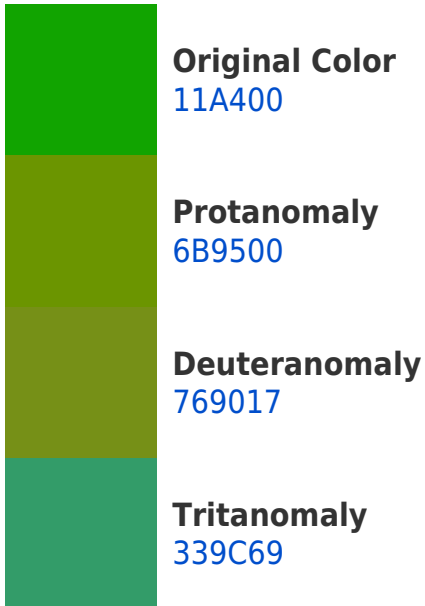 Original Color
11A400
Protanomaly
6B9500
Deuteranomaly
769017
Tritanomaly
339C69